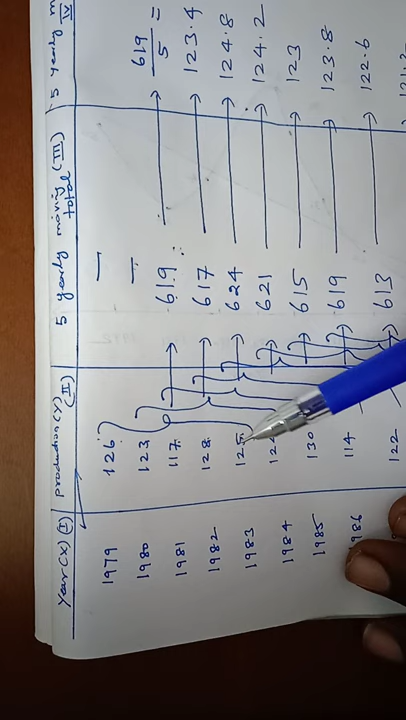 Year(x) (I) production(Y) (II) 5 yearly moving (III) total 5 yearly m IV
1979 126 —
1980 123 —
1981 117 619 619/5 = 123.4
1982 128 617 124.8
1983 125 624 124.2
1984 621 123
1985 130 615 123.8
1986 114 619 122.6
122 613